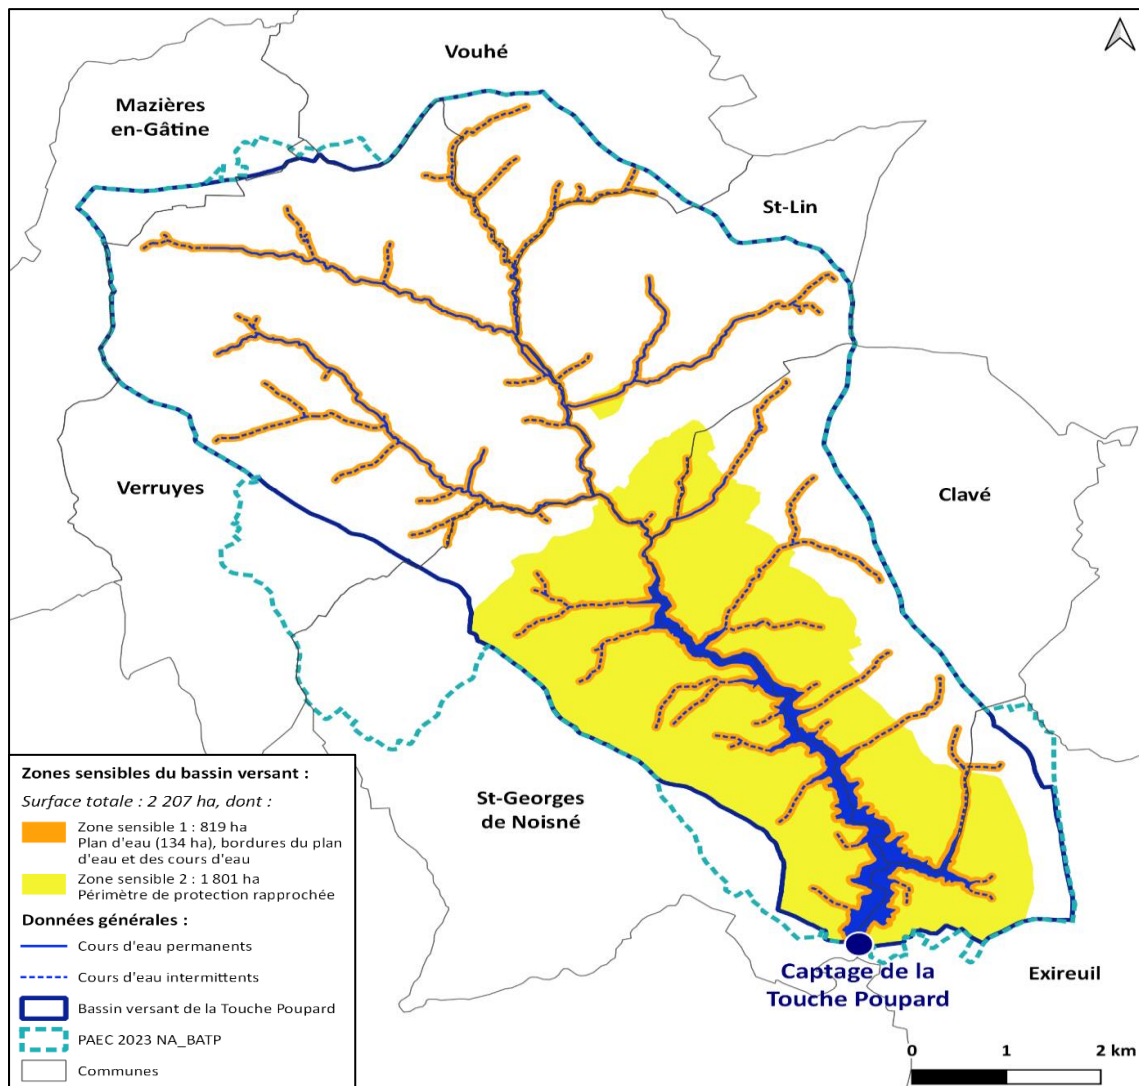 Vouhé
Mazières
en-Gâtine
St-Lin
Verruyes
Clavé
St-Georges
de Noisné
Captage de la
Touche Poupard
Exireuil
Zones sensibles du bassin versant :
Surface totale : 2 207 ha, dont :
Zone sensible 1 : 819 ha
Plan d'eau (134 ha), bordures du plan
d'eau et des cours d'eau
Zone sensible 2 : 1 801 ha
Périmètre de protection rapprochée
Données générales :
Cours d'eau permanents
Cours d'eau intermittents
Bassin versant de la Touche Poupard
PAEC 2023 NA_BATP
Communes
0 1 2 km